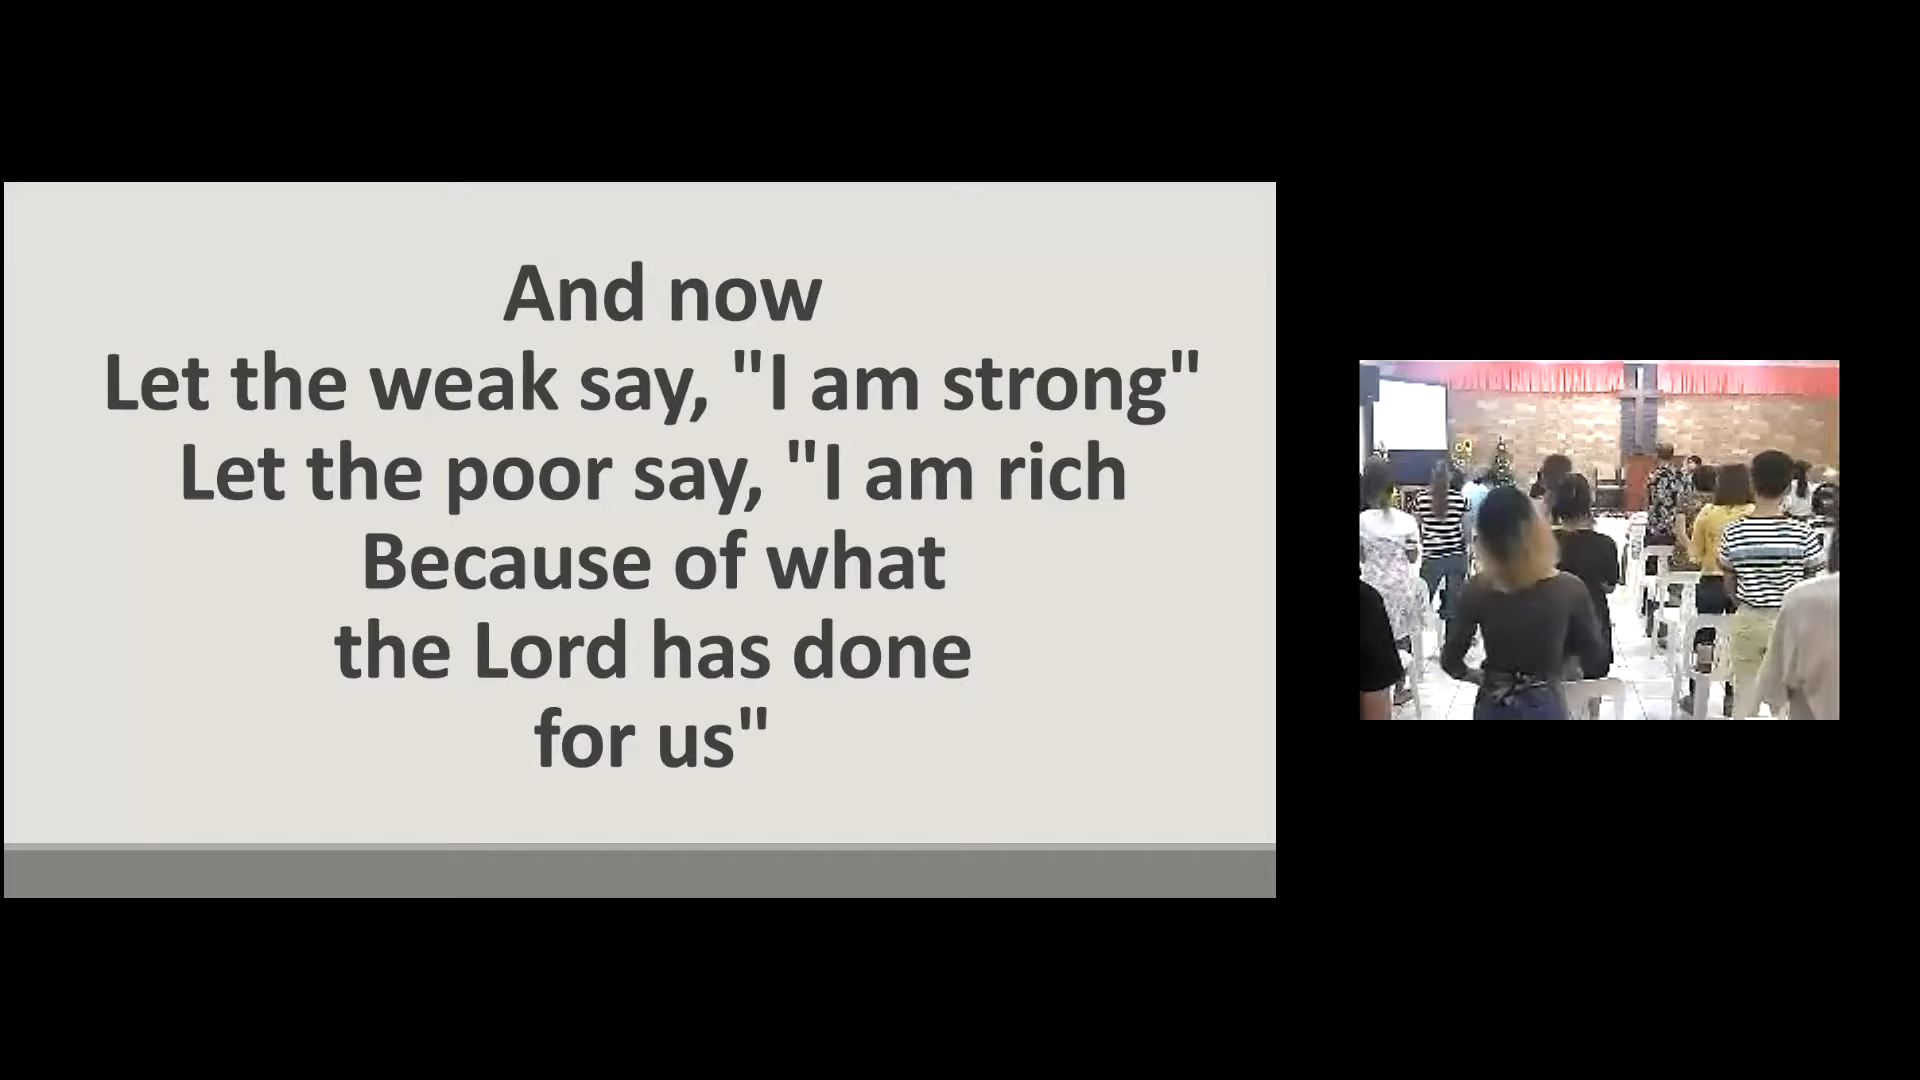 And now
Let the weak say, "I am strong"
Let the poor say, "I am rich
Because of what
the Lord has done
for us"